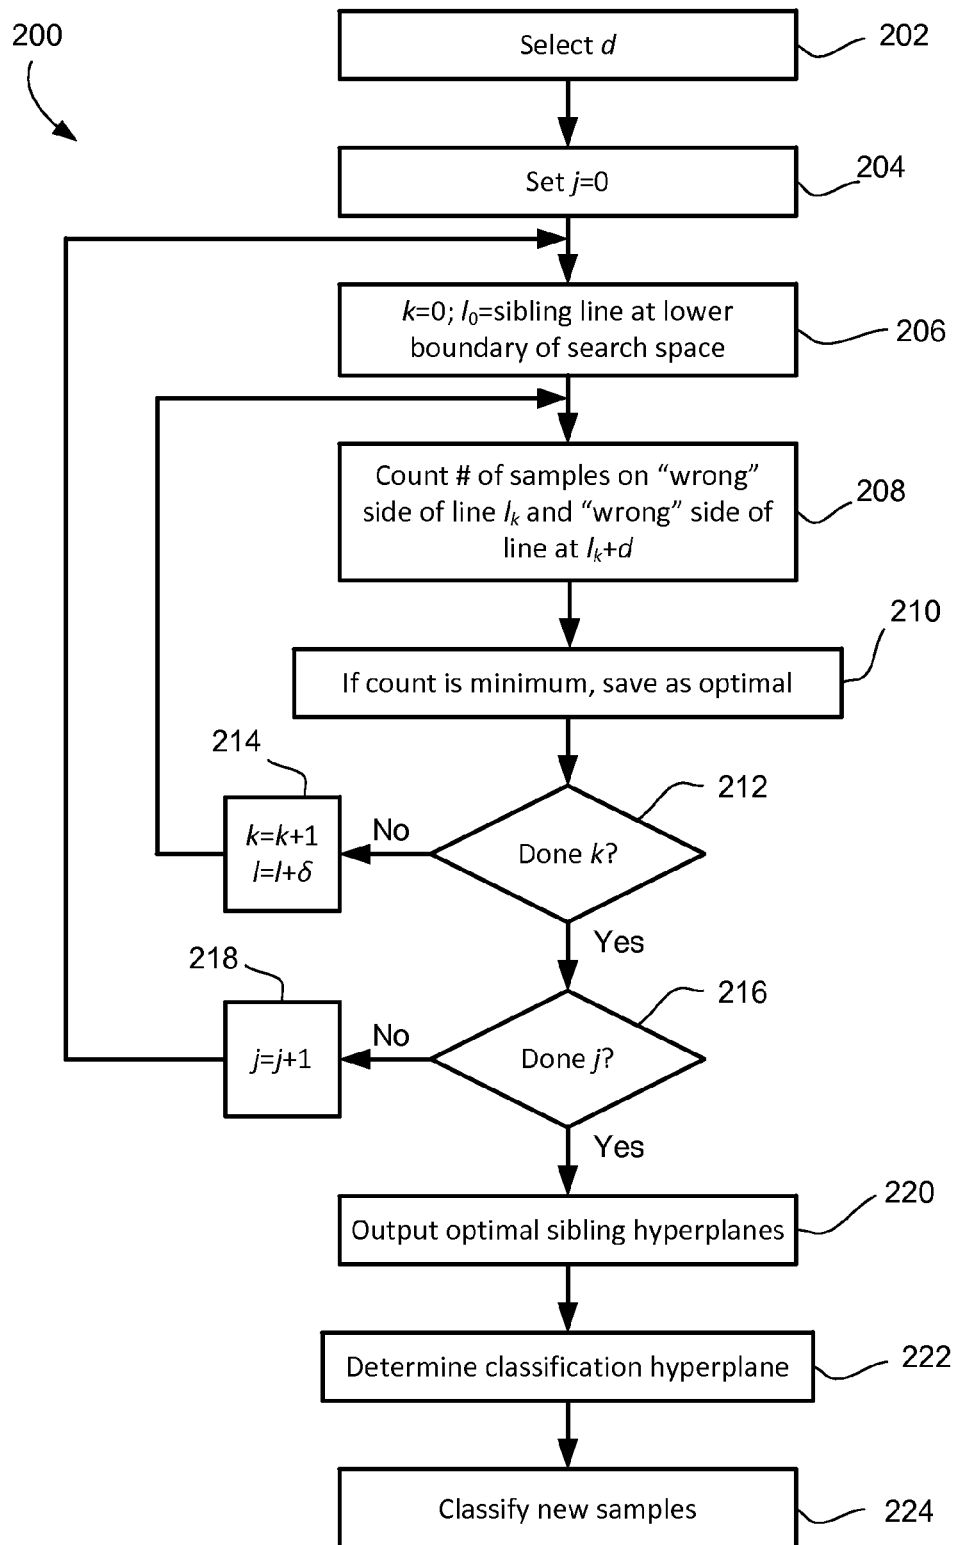 200
Select d
202
Set j=0
204
k=0; l₀=sibling line at lower
boundary of search space
206
Count # of samples on “wrong”
side of line lₖ and “wrong” side of
line at lₖ+d
208
If count is minimum, save as optimal
210
Done k?
212
No
214
k=k+1
l=l+δ
Yes
Done j?
216
No
218
j=j+1
Yes
Output optimal sibling hyperplanes
220
Determine classification hyperplane
222
Classify new samples
224